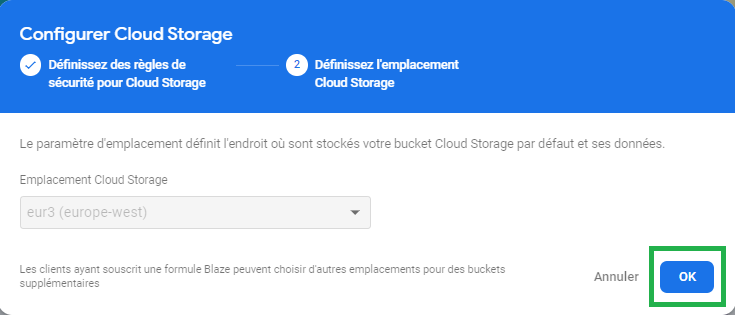 Configurer Cloud Storage
Définissez des règles de
sécurité pour Cloud Storage
2
Définissez l'emplacement
Cloud Storage
Le paramètre d'emplacement définit l'endroit où sont stockés votre bucket Cloud Storage par défaut et ses données.
Emplacement Cloud Storage
eur3 (europe-west)
Les clients ayant souscrit une formule Blaze peuvent choisir d'autres emplacements pour des buckets
supplémentaires
Annuler
OK